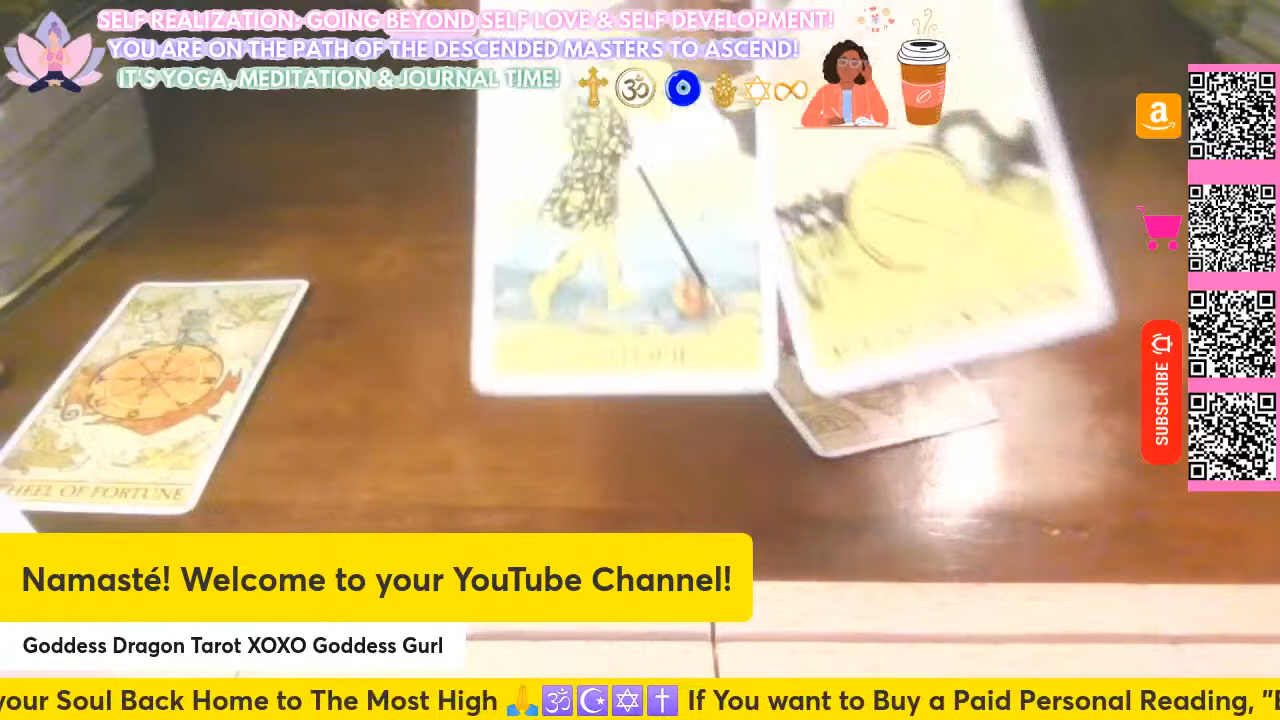 SELF REALIZATION: GOING BEYOND SELF LOVE & SELF DEVELOPMENT!
YOU ARE ON THE PATH OF THE DESCENDED MASTERS TO ASCEND!
IT'S YOGA, MEDITATION & JOURNAL TIME!
a
SUBSCRIBE
WHEEL OF FORTUNE
Namasté! Welcome to your YouTube Channel!
Goddess Dragon Tarot XOXO Goddess Gurl
your Soul Back Home to The Most High 🙏🕉☪✡✝ If You want to Buy a Paid Personal Reading,